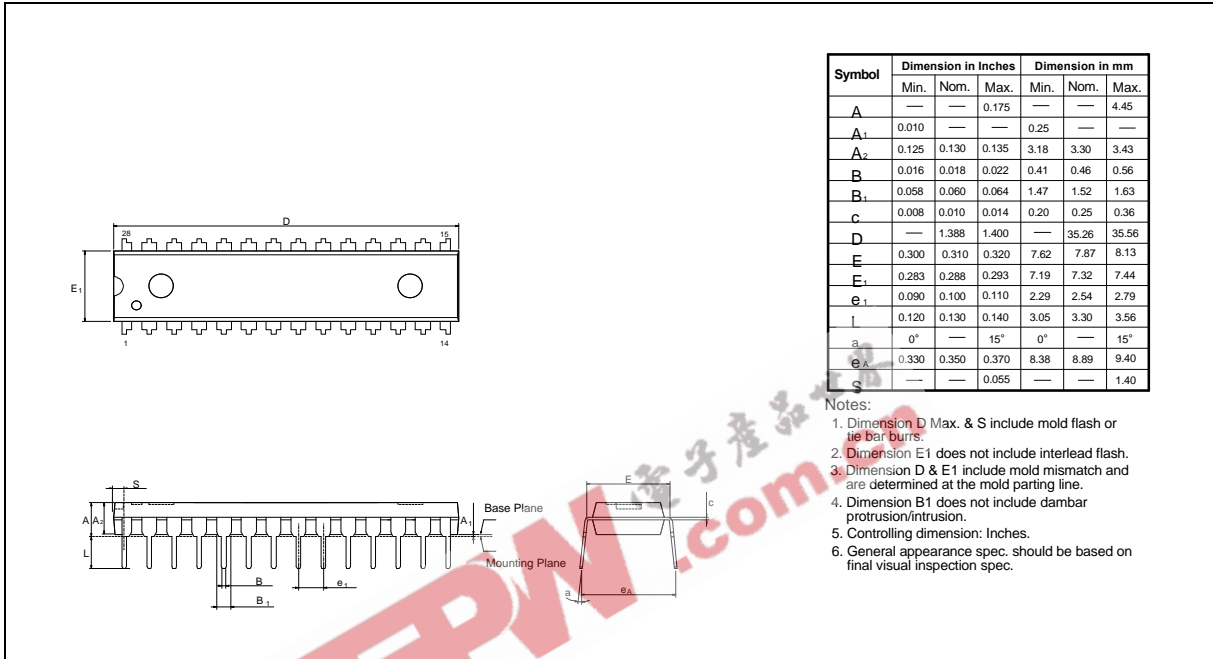 Symbol Dimension in Inches Dimension in mm
Min. Nom. Max. Min. Nom. Max.
A — — 0.175 — — 4.45
A1 0.010 — — 0.25 — —
A2 0.125 0.130 0.135 3.18 3.30 3.43
B 0.016 0.018 0.022 0.41 0.46 0.56
B1 0.058 0.060 0.064 1.47 1.52 1.63
c 0.008 0.010 0.014 0.20 0.25 0.36
D — 1.388 1.400 — 35.26 35.56
E 0.300 0.310 0.320 7.62 7.87 8.13
E1 0.283 0.288 0.293 7.19 7.32 7.44
e1 0.090 0.100 0.110 2.29 2.54 2.79
L 0.120 0.130 0.140 3.05 3.30 3.56
a 0° — 15° 0° — 15°
eA 0.330 0.350 0.370 8.38 8.89 9.40
S — — 0.055 — — 1.40
Notes:
1. Dimension D Max. & S include mold flash or
tie bar burrs.
2. Dimension E1 does not include interlead flash.
3. Dimension D & E1 include mold mismatch and
are determined at the mold parting line.
4. Dimension B1 does not include dambar
protrusion/intrusion.
5. Controlling dimension: Inches.
6. General appearance spec. should be based on
final visual inspection spec.
D
28 15
E1
1 14
S
A A2
A1
L
B
B1
e1
Base Plane
Mounting Plane
E
c
a
eA
電子產品世界
.com.cn